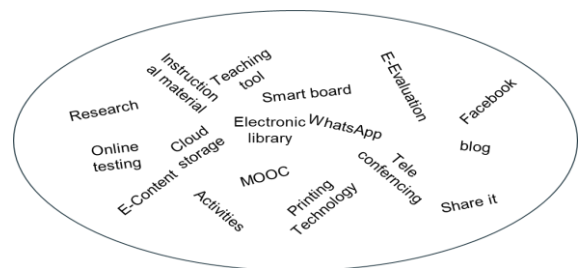 Instruction
al material
Teaching
tool
E-Evaluation
Research
Smart board
Facebook
Electronic
library
WhatsApp
Online
testing
Cloud
storage
blog
E-Content
MOOC
Tele
conferncing
Activities
Printing
Technology
Share it